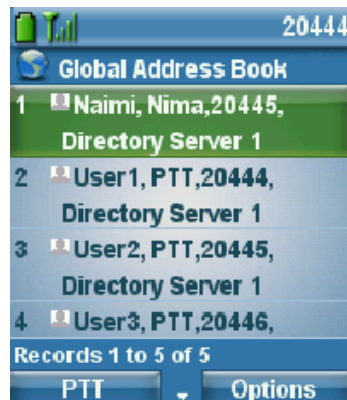 20444
Global Address Book
1 Naimi, Nima,20445,
Directory Server 1
2 User1, PTT,20444,
Directory Server 1
3 User2, PTT,20445,
Directory Server 1
4 User3, PTT,20446,
Records 1 to 5 of 5
PTT Options